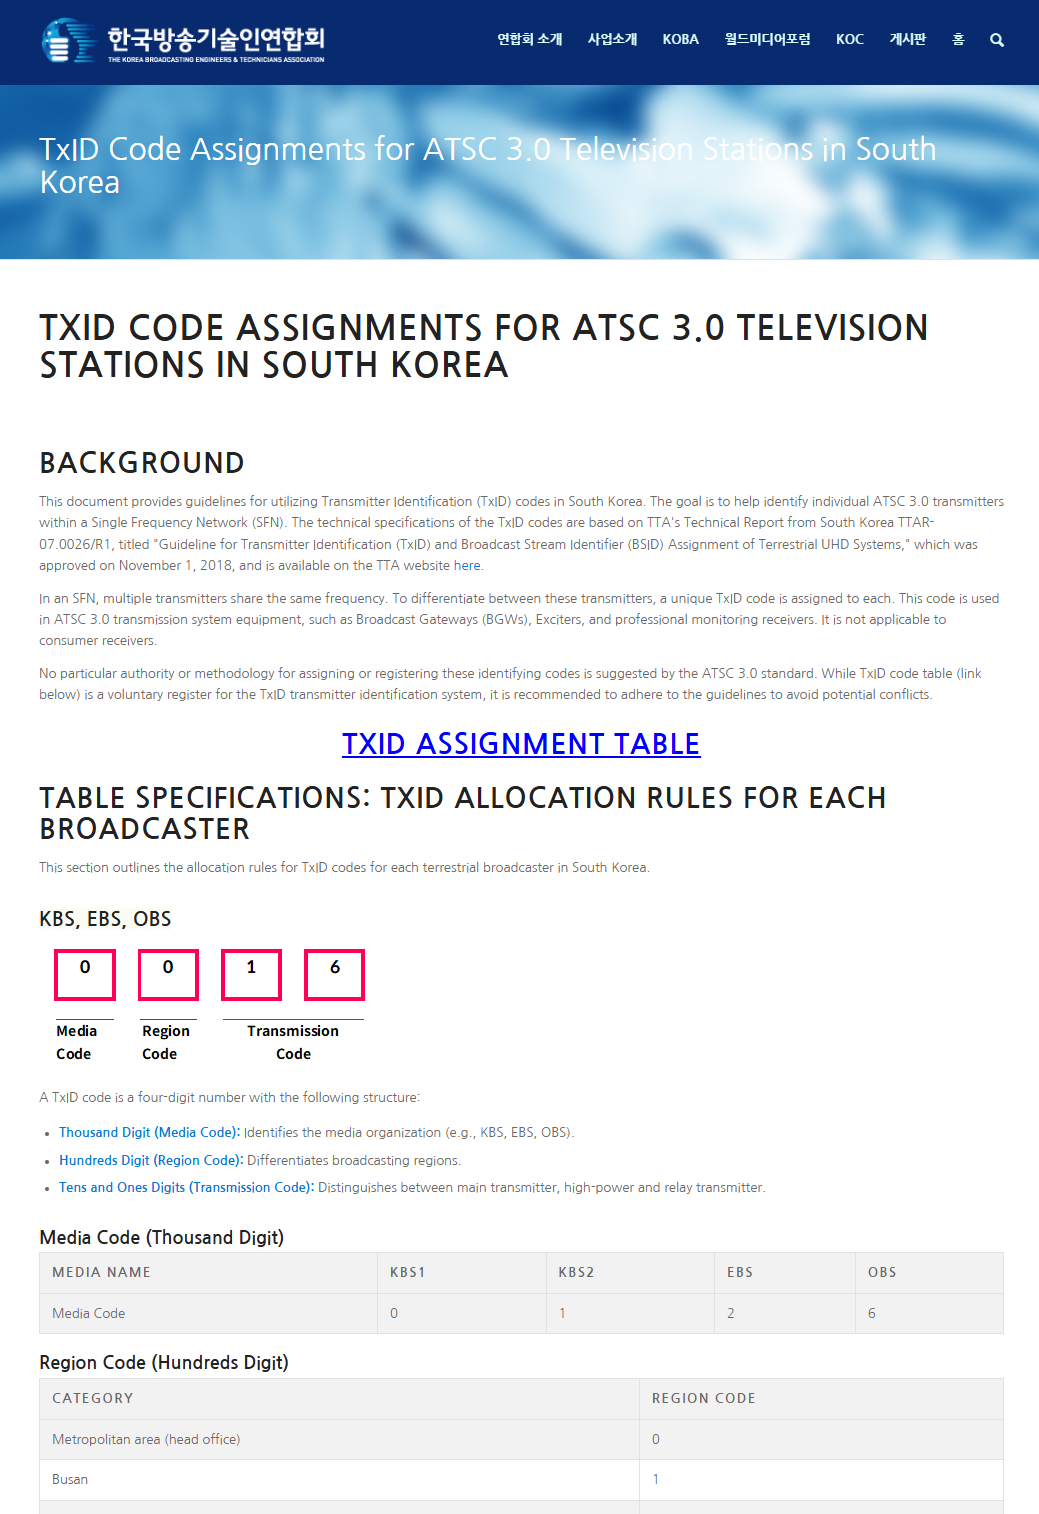 한국방송기술인연합회
THE KOREA BROADCASTING ENGINEERS & TECHNICIANS ASSOCIATION
연합회 소개 사업소개 KOBA 월드미디어포럼 KOC 게시판 홈
TxID Code Assignments for ATSC 3.0 Television Stations in South
Korea
TXID CODE ASSIGNMENTS FOR ATSC 3.0 TELEVISION
STATIONS IN SOUTH KOREA
BACKGROUND
This document provides guidelines for utilizing Transmitter Identification (TxID) codes in South Korea. The goal is to help identify individual ATSC 3.0 transmitters
within a Single Frequency Network (SFN). The technical specifications of the TxID codes are based on TTA's Technical Report from South Korea TTAR-
07.0026/R1, titled "Guideline for Transmitter Identification (TxID) and Broadcast Stream Identifier (BSID) Assignment of Terrestrial UHD Systems," which was
approved on November 1, 2018, and is available on the TTA website here.
In an SFN, multiple transmitters share the same frequency. To differentiate between these transmitters, a unique TxID code is assigned to each. This code is used
in ATSC 3.0 transmission system equipment, such as Broadcast Gateways (BGWs), Exciters, and professional monitoring receivers. It is not applicable to
consumer receivers.
No particular authority or methodology for assigning or registering these identifying codes is suggested by the ATSC 3.0 standard. While TxID code table (link
below) is a voluntary register for the TxID transmitter identification system, it is recommended to adhere to the guidelines to avoid potential conflicts.
TXID ASSIGNMENT TABLE
TABLE SPECIFICATIONS: TXID ALLOCATION RULES FOR EACH
BROADCASTER
This section outlines the allocation rules for TxID codes for each terrestrial broadcaster in South Korea.
KBS, EBS, OBS
0 0 1 6
Media Region Transmission
Code Code Code
A TxID code is a four-digit number with the following structure:
Thousand Digit (Media Code): Identifies the media organization (e.g., KBS, EBS, OBS).
Hundreds Digit (Region Code): Differentiates broadcasting regions.
Tens and Ones Digits (Transmission Code): Distinguishes between main transmitter, high-power and relay transmitter.
Media Code (Thousand Digit)
MEDIA NAME KBS1 KBS2 EBS OBS
Media Code 0 1 2 6
Region Code (Hundreds Digit)
CATEGORY REGION CODE
Metropolitan area (head office) 0
Busan 1